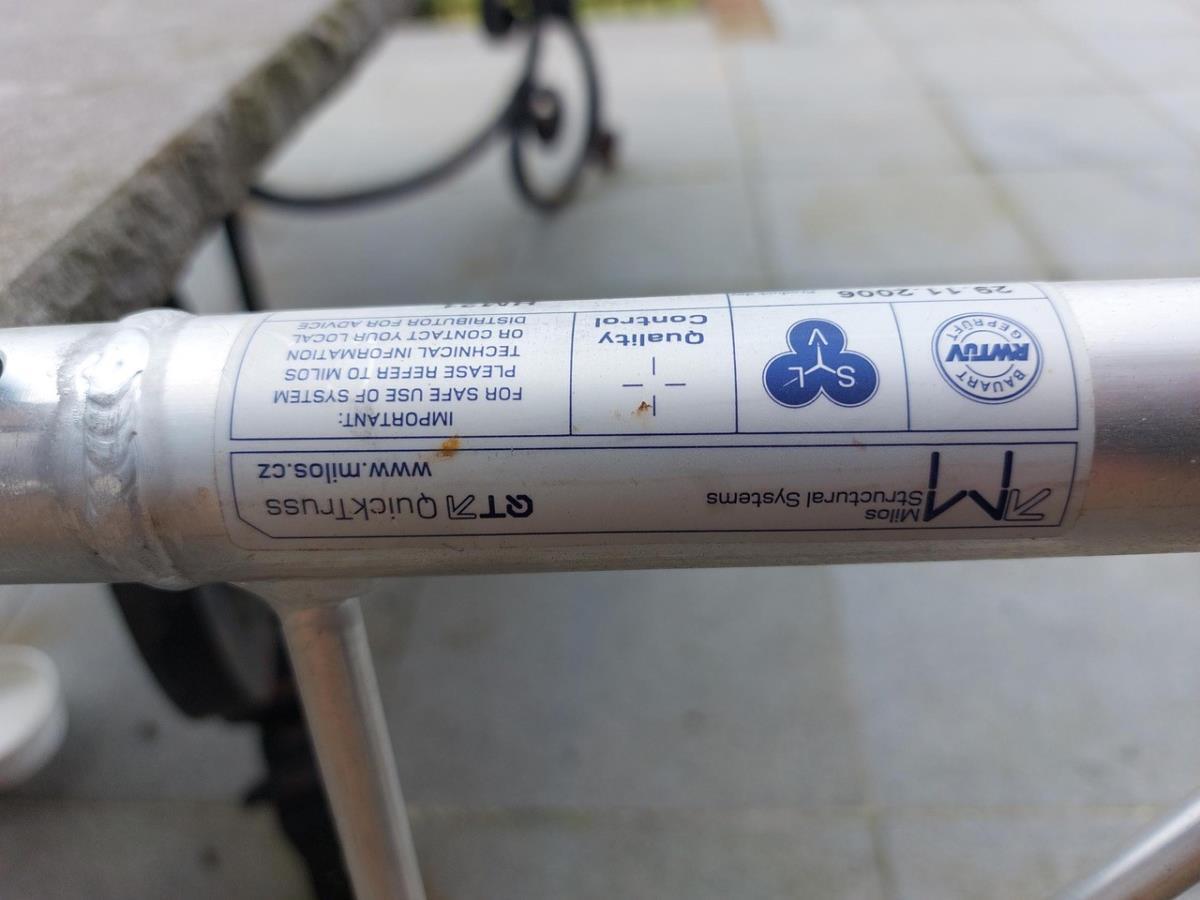 Milos
Structural Systems
QT QuickTruss
www.milos.cz
BAUART
RWTÜV
GEPRÜFT
S L V
Quality
Control
IMPORTANT:
FOR SAFE USE OF SYSTEM
PLEASE REFER TO MILOS
TECHNICAL INFORMATION
OR CONTACT YOUR LOCAL
DISTRIBUTOR FOR ADVICE
29.11.2006